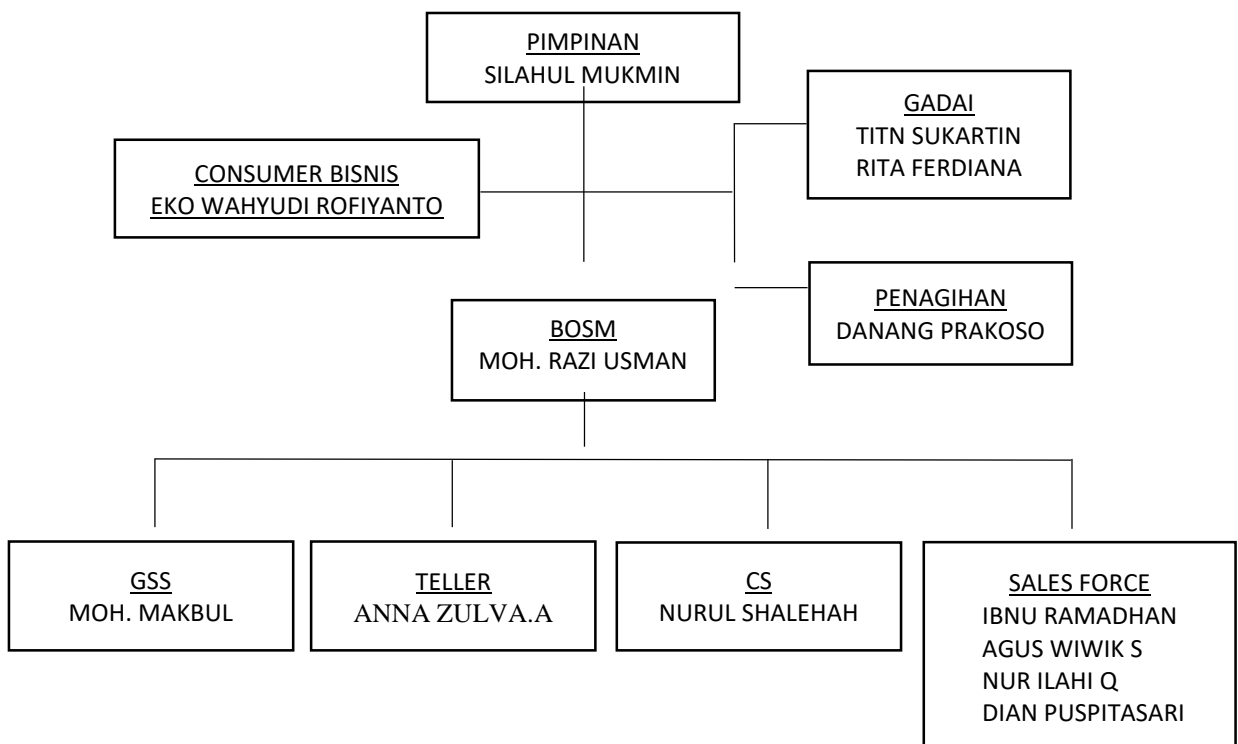 PIMPINAN
SILAHUL MUKMIN
GADAI
TITN SUKARTIN
RITA FERDIANA
CONSUMER BISNIS
EKO WAHYUDI ROFIYANTO
PENAGIHAN
DANANG PRAKOSO
BOSM
MOH. RAZI USMAN
GSS
MOH. MAKBUL
TELLER
ANNA ZULVA.A
CS
NURUL SHALEHAH
SALES FORCE
IBNU RAMADHAN
AGUS WIWIK S
NUR ILAHI Q
DIAN PUSPITASARI